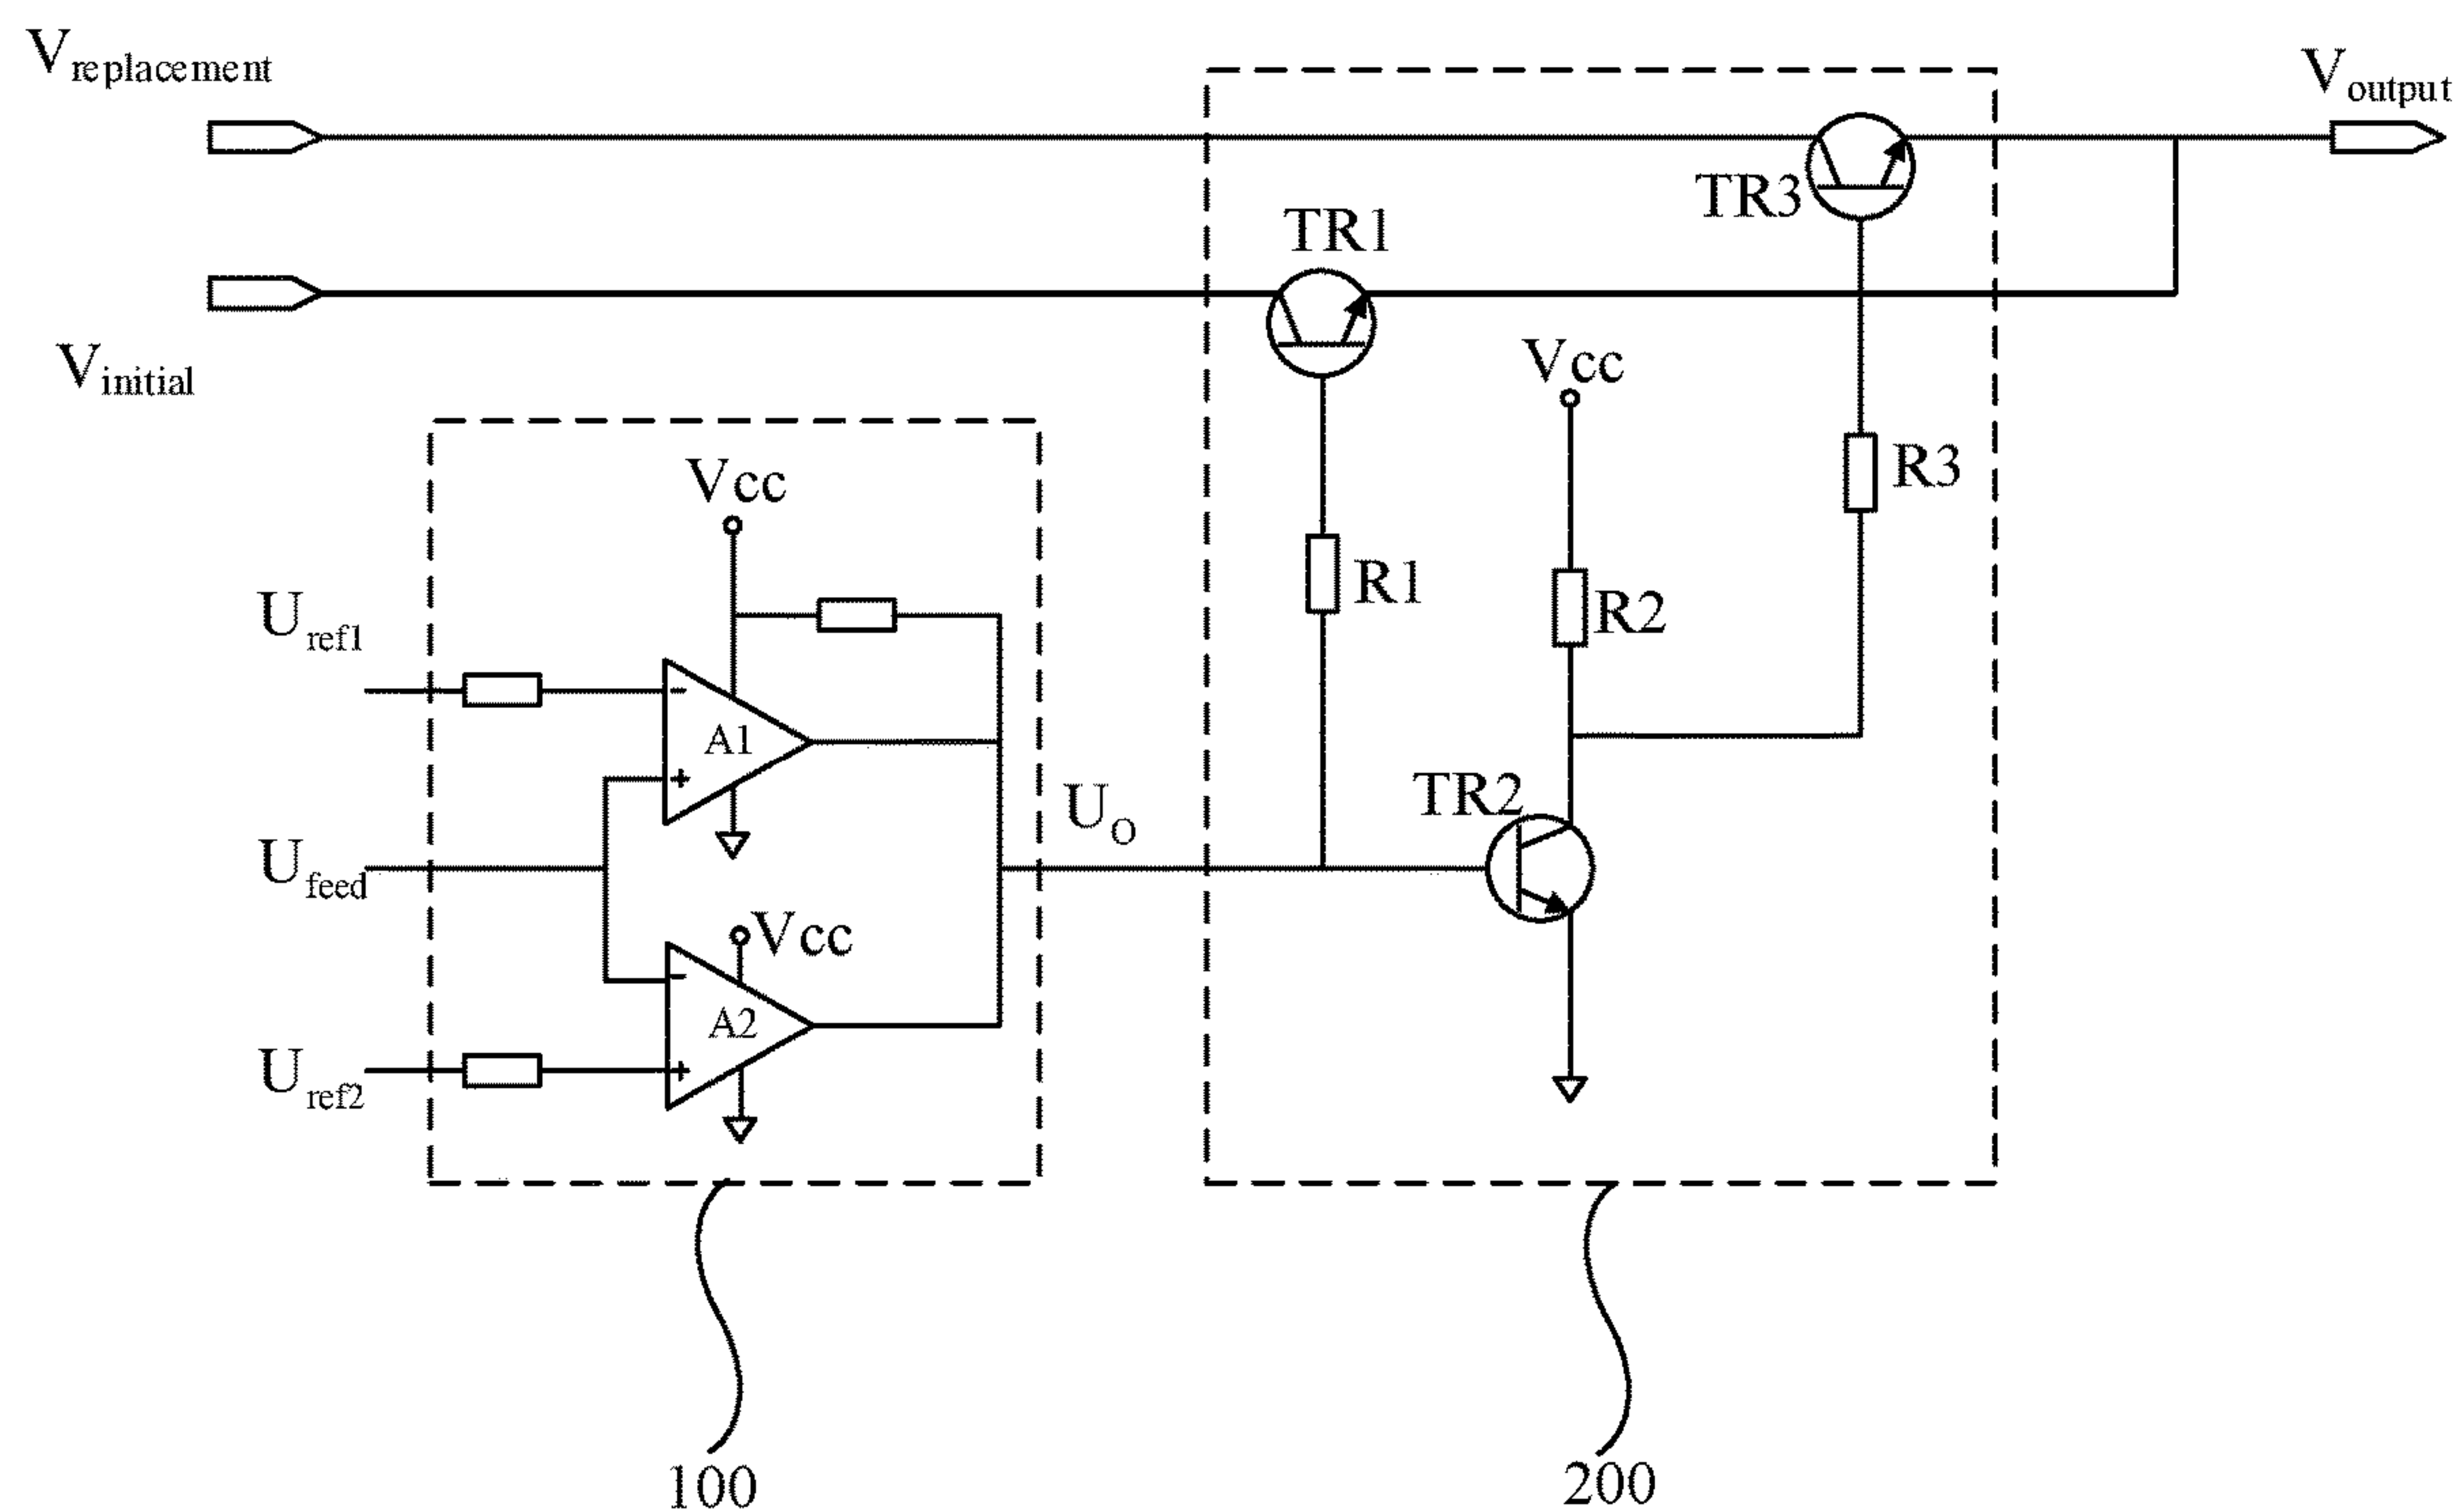 Vreplacement
Voutput
TR3
TR1
Vinitial
Vcc
R3
Vcc
R1
R2
Uref1
−
A1
+
TR2
UO
Ufeed
Vcc
−
A2
Uref2
+
100
200